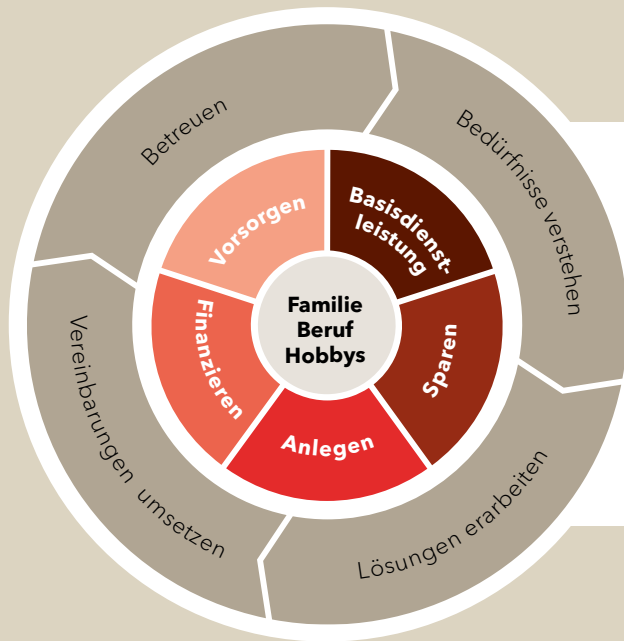 Betreuen
Bedürfnisse verstehen
Lösungen erarbeiten
Vereinbarungen umsetzen
Vorsorgen
Basisdienst-
leistung
Sparen
Anlegen
Finanzieren
Familie
Beruf
Hobbys